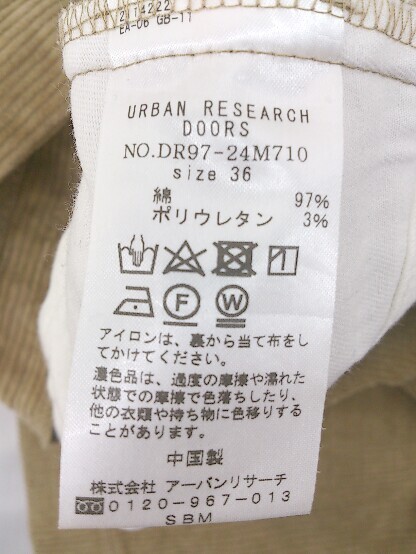 EA-06 GB-11
URBAN RESEARCH
DOORS
NO.DR97-24M710
size 36
綿 97%
ポリウレタン 3%
F W
アイロンは、裏から当て布をし
てかけてください。
濃色品は、過度の摩擦や濡れた
状態での摩擦で色落ちしたり、
他の衣類や持ち物に色移りする
ことがあります。
中国製
株式会社 アーバンリサーチ
0120-967-013
SBM